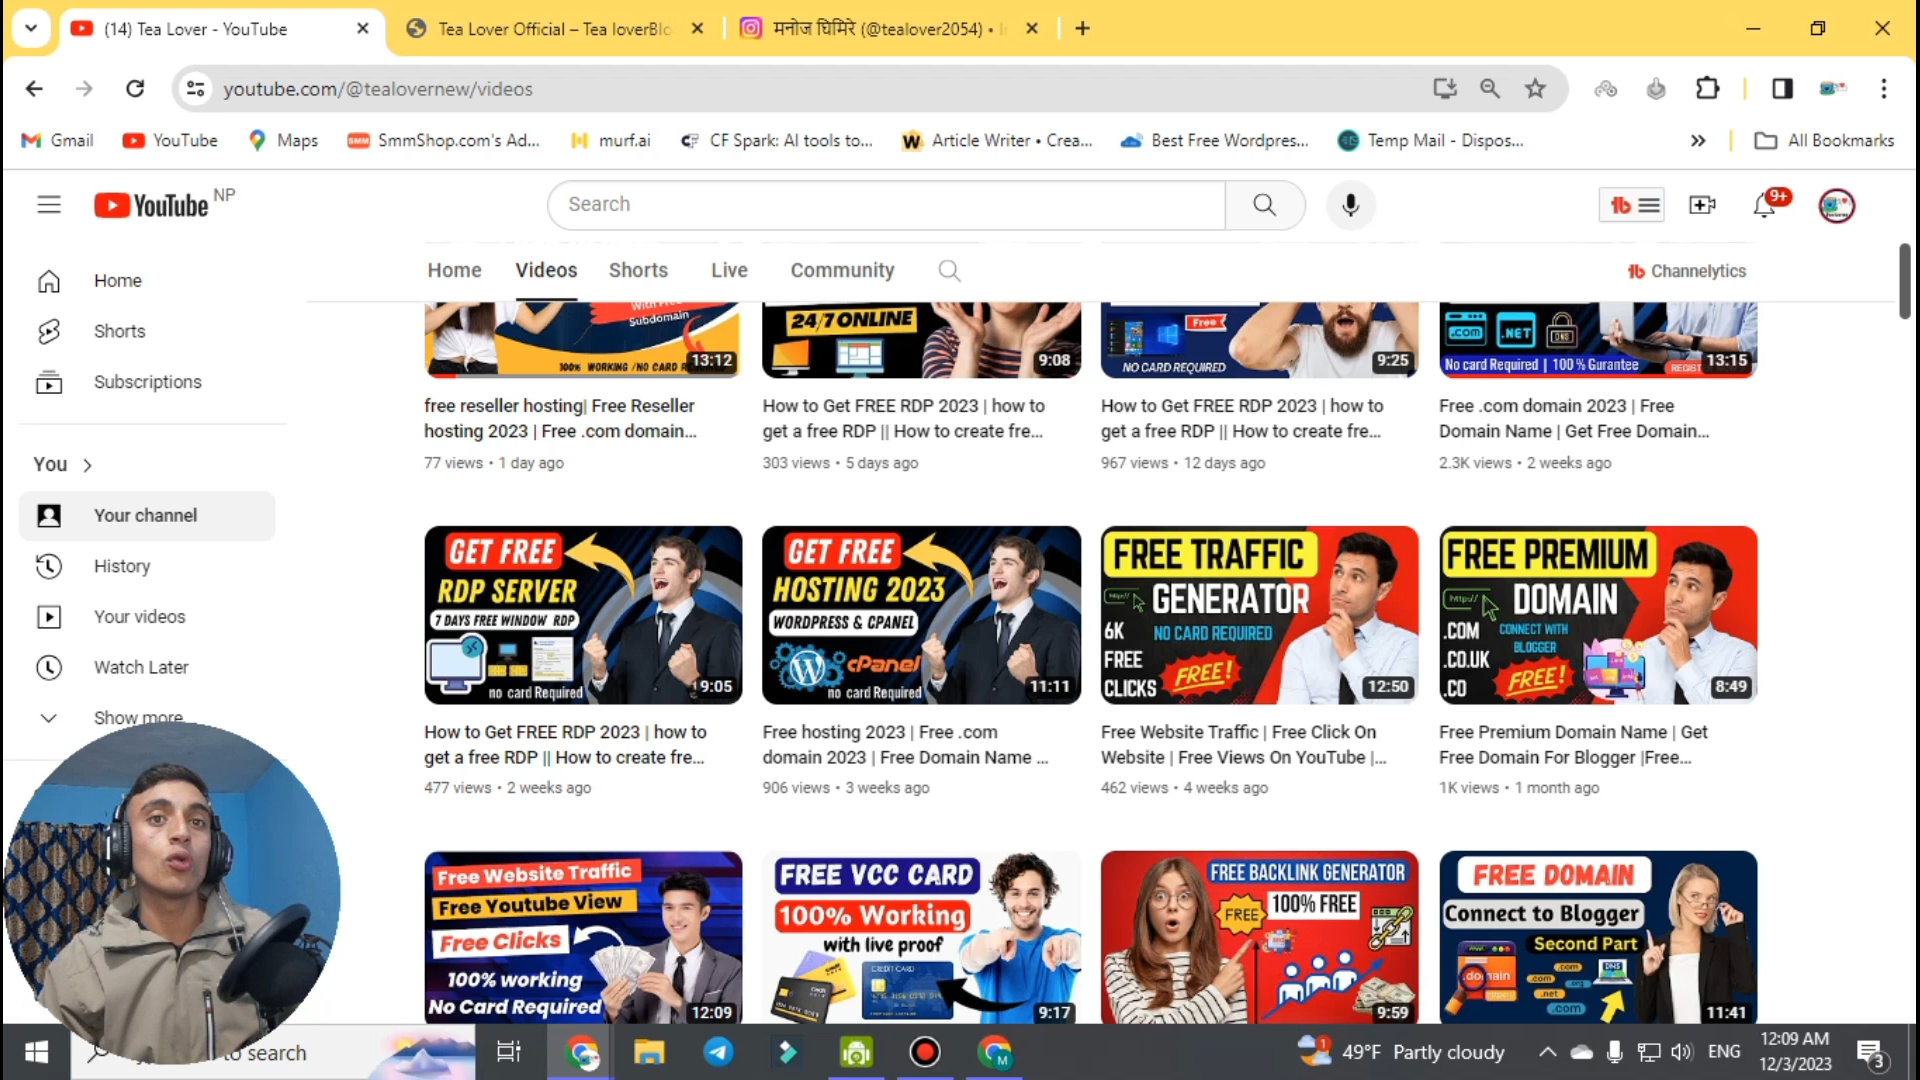 (14) Tea Lover - YouTube
Tea Lover Official – Tea loverBlo
मनोज घिमिरे (@tealover2054) •
youtube.com/@tealovernew/videos
Gmail
YouTube
Maps
SmmShop.com's Ad...
murf.ai
CF Spark: AI tools to...
Article Writer • Crea...
Best Free Wordpres...
Temp Mail - Dispos...
All Bookmarks
YouTube NP
Search
9+
Home
Videos
Shorts
Live
Community
Channelytics
Home
Shorts
Subscriptions
You
Your channel
History
Your videos
Watch Later
Show more
Subdomain
100% WORKING /NO CARD R
13:12
24/7 ONLINE
9:08
Free
NO CARD REQUIRED
9:25
.com
.NET
DNS
No card Required | 100 % Gurantee
REGIST
13:15
free reseller hosting| Free Reseller
hosting 2023 | Free .com domain...
77 views • 1 day ago
How to Get FREE RDP 2023 | how to
get a free RDP || How to create fre...
303 views • 5 days ago
How to Get FREE RDP 2023 | how to
get a free RDP || How to create fre...
967 views • 12 days ago
Free .com domain 2023 | Free
Domain Name | Get Free Domain...
2.3K views • 2 weeks ago
GET FREE
RDP SERVER
7 DAYS FREE WINDOW RDP
no card Required
9:05
GET FREE
HOSTING 2023
WORDPRESS & CPANEL
cPanel
no card Required
11:11
FREE TRAFFIC
http://
GENERATOR
6K
FREE
CLICKS
NO CARD REQUIRED
FREE!
12:50
FREE PREMIUM
http://
DOMAIN
.COM
.CO.UK
.CO
CONNECT WITH
BLOGGER
FREE!
8:49
How to Get FREE RDP 2023 | how to
get a free RDP || How to create fre...
477 views • 2 weeks ago
Free hosting 2023 | Free .com
domain 2023 | Free Domain Name ...
906 views • 3 weeks ago
Free Website Traffic | Free Click On
Website | Free Views On YouTube |...
462 views • 4 weeks ago
Free Premium Domain Name | Get
Free Domain For Blogger |Free...
1K views • 1 month ago
Free Website Traffic
Free Youtube View
Free Clicks
100% working
No Card Required
12:09
FREE VCC CARD
100% Working
with live proof
CREDIT CARD
9:17
FREE BACKLINK GENERATOR
FREE
100% FREE
9:59
FREE DOMAIN
Connect to Blogger
Second Part
domain
.com
.net
.com
DNS
11:41
to search
49°F Partly cloudy
ENG
12:09 AM
12/3/2023
3